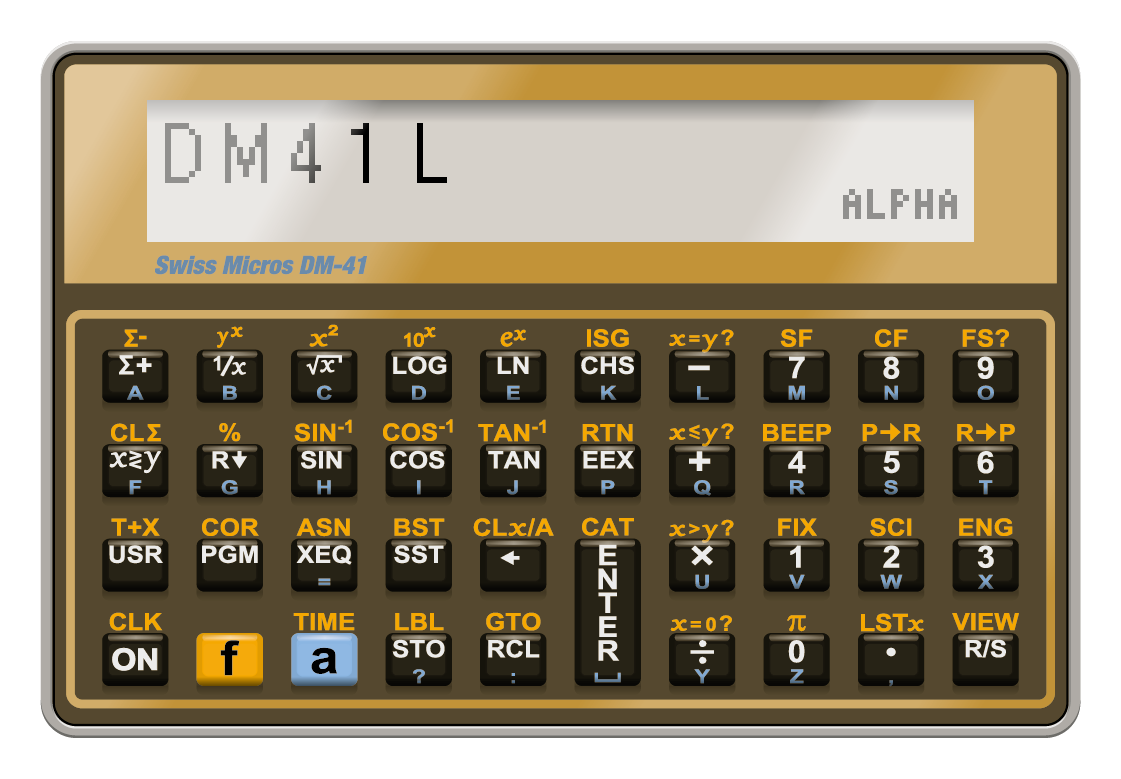 DM41L
ALPHA
Swiss Micros DM-41
Σ- yˣ x² 10ˣ eˣ ISG x=y? SF CF FS?
Σ+ 1/x √x LOG LN CHS − 7 8 9
A B C D E K L M N O
CLΣ % SIN⁻¹ COS⁻¹ TAN⁻¹ RTN x≤y? BEEP P→R R→P
x≷y R↓ SIN COS TAN EEX + 4 5 6
F G H I J P Q R S T
T+X COR ASN BST CLx/A CAT x>y? FIX SCI ENG
USR PGM XEQ SST ← ENTER × 1 2 3
= U V W X
CLK TIME LBL GTO x=0? π LSTx VIEW
ON f a STO RCL ÷ 0 • R/S
? : ␣ Y Z ,